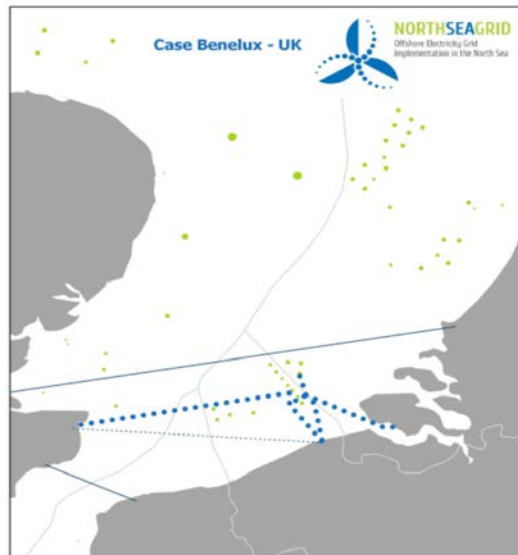 Case Benelux - UK
NORTHSEAGRID
Offshore Electricity Grid
Implementation in the North Sea